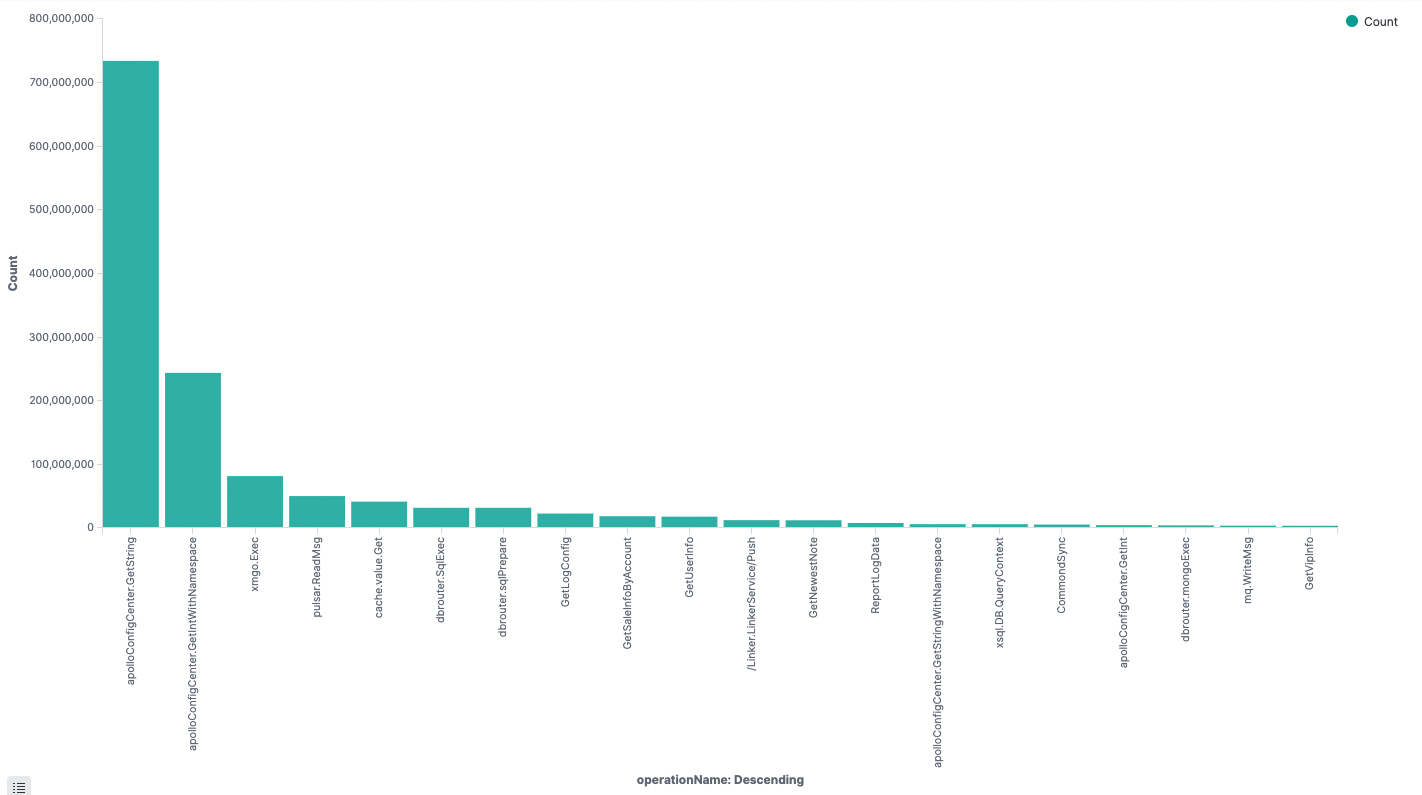 800,000,000
700,000,000
600,000,000
500,000,000
400,000,000
300,000,000
200,000,000
100,000,000
0
Count
Count
apolloConfigCenter.GetString
apolloConfigCenter.GetIntWithNamespace
xmgo.Exec
pulsar.ReadMsg
cache.value.Get
dbrouter.SqlExec
dbrouter.sqlPrepare
GetLogConfig
GetSaleInfoByAccount
GetUserInfo
/Linker.LinkerService/Push
GetNewestNote
ReportLogData
apolloConfigCenter.GetStringWithNamespace
xsql.DB.QueryContext
CommondSync
apolloConfigCenter.GetInt
dbrouter.mongoExec
mq.WriteMsg
GetVipInfo
operationName: Descending